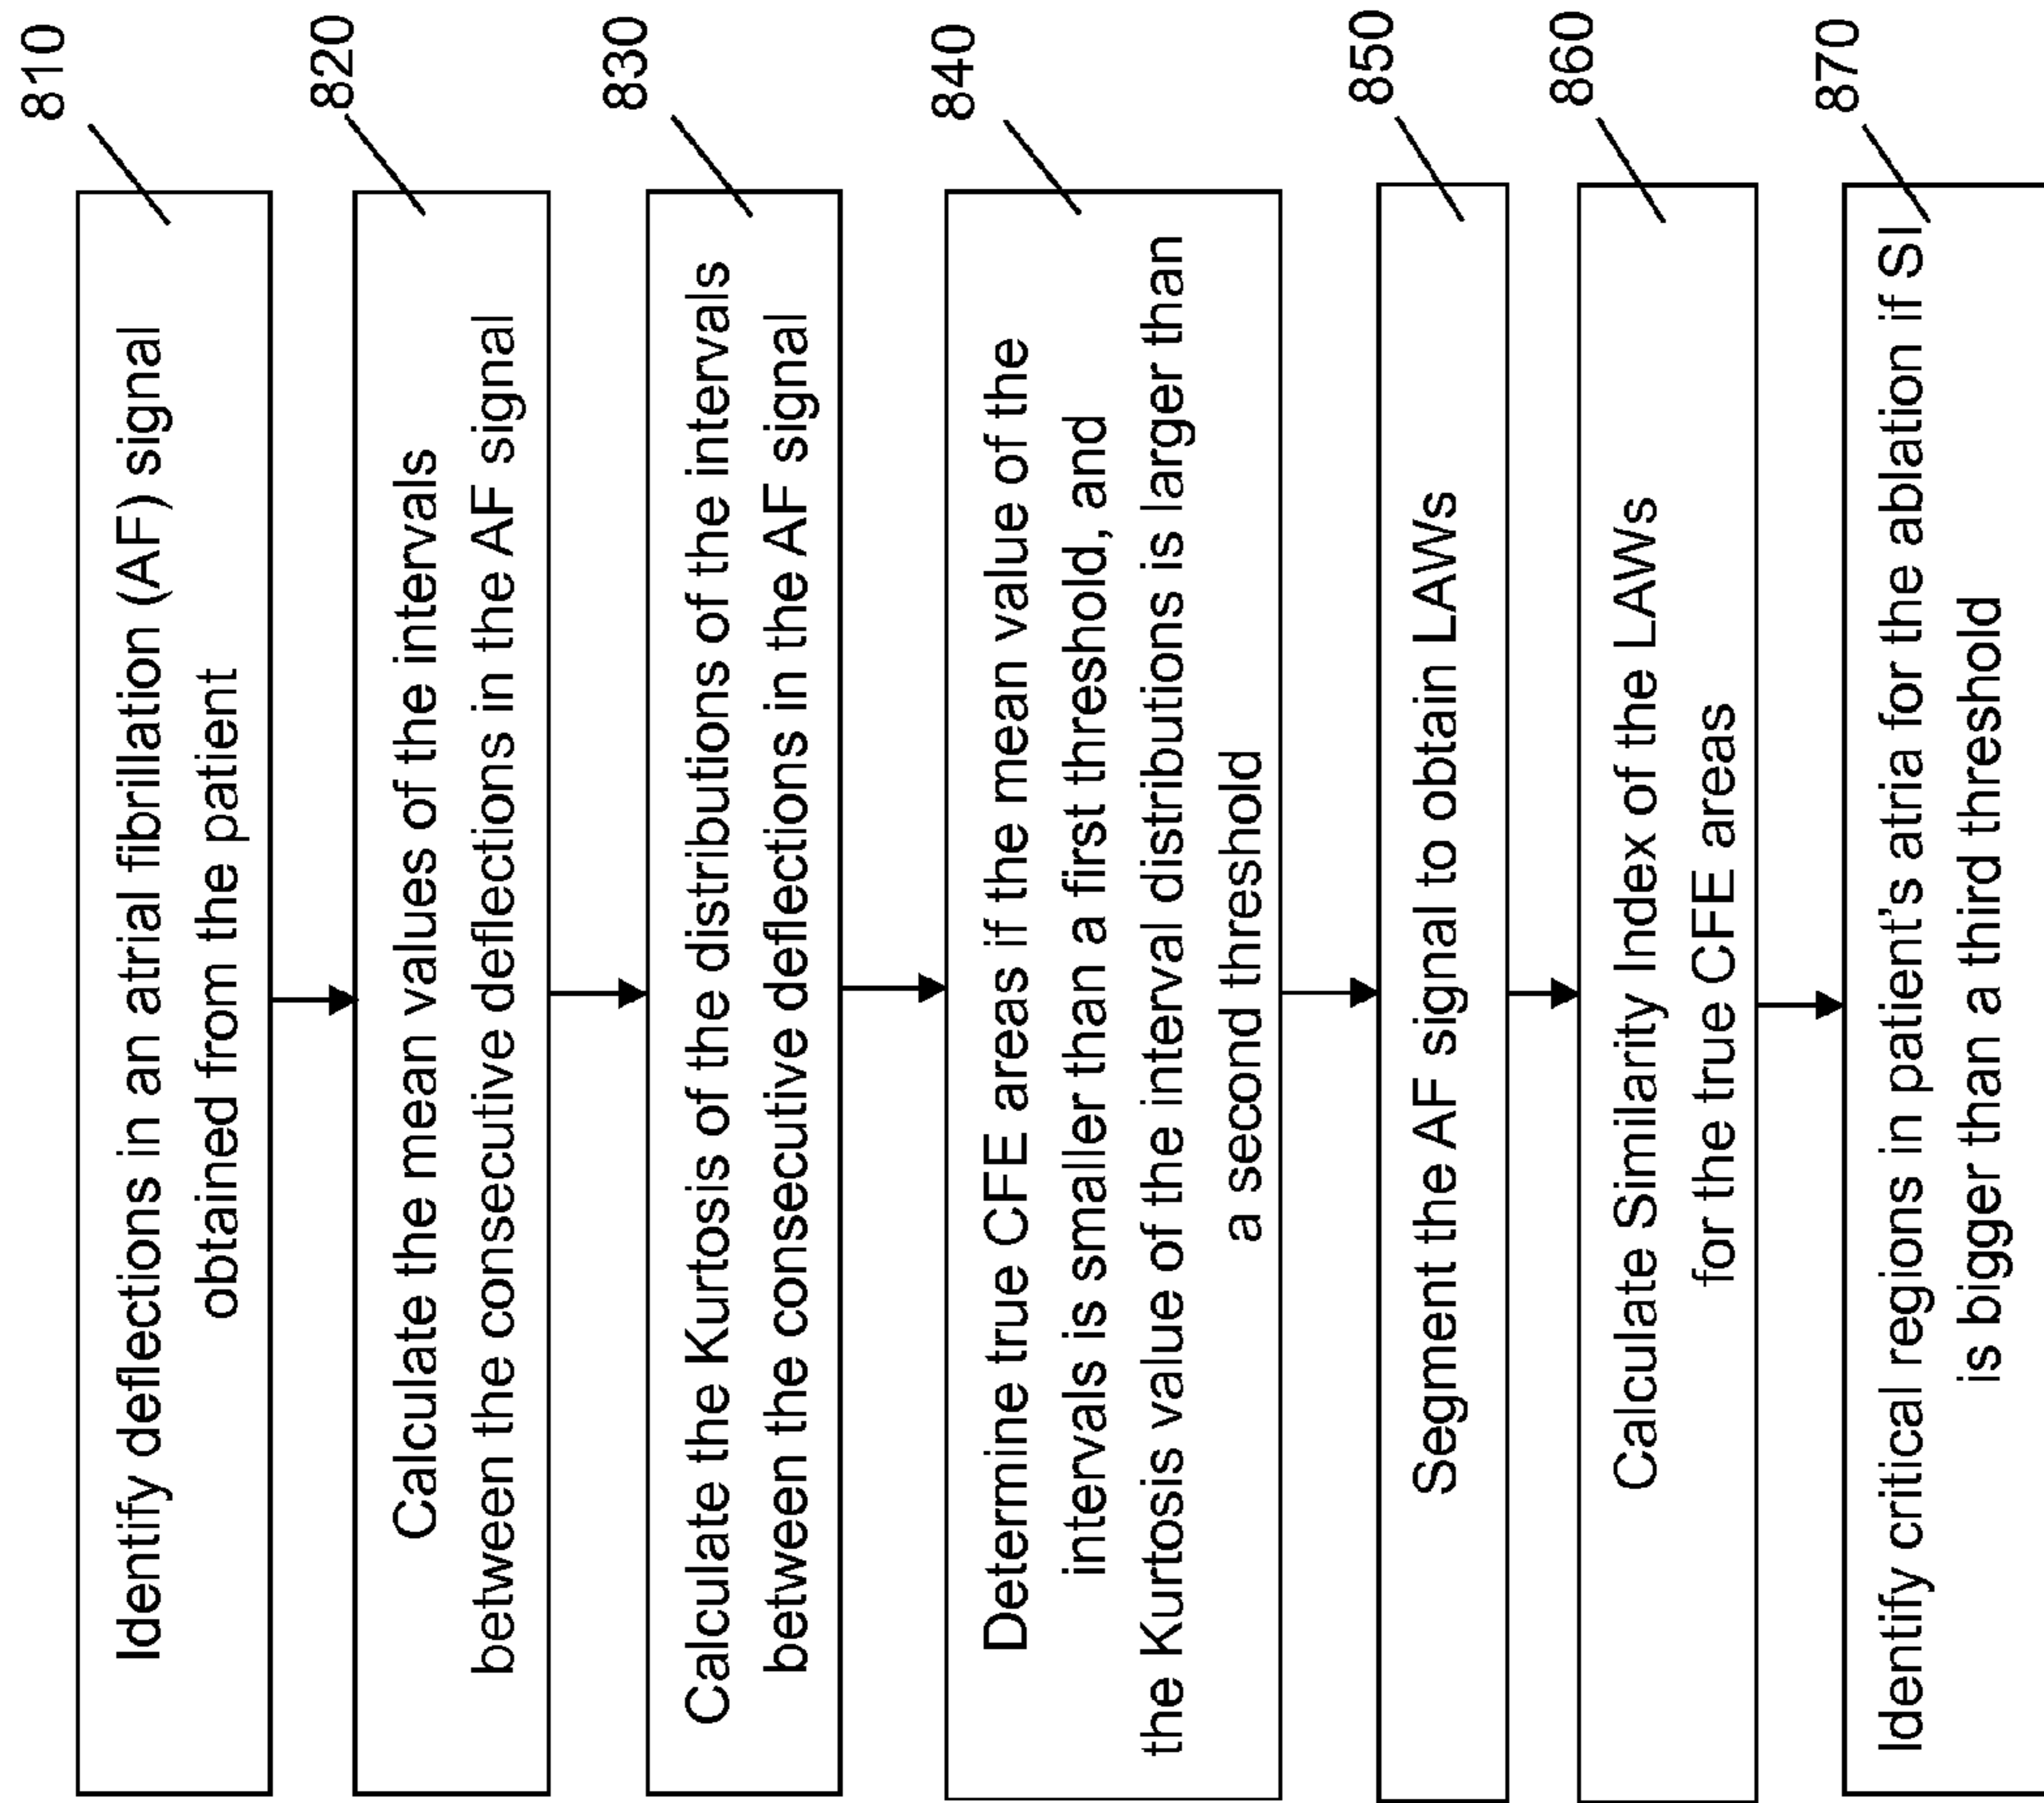 810
Identify deflections in an atrial fibrillation (AF) signal
obtained from the patient
820
Calculate the mean values of the intervals
between the consecutive deflections in the AF signal
830
Calculate the Kurtosis of the distributions of the intervals
between the consecutive deflections in the AF signal
840
Determine true CFE areas if the mean value of the
intervals is smaller than a first threshold, and
the Kurtosis value of the interval distributions is larger than
a second threshold
850
Segment the AF signal to obtain LAWs
860
Calculate Similarity Index of the LAWs
for the true CFE areas
870
Identify critical regions in patient's atria for the ablation if SI
is bigger than a third threshold